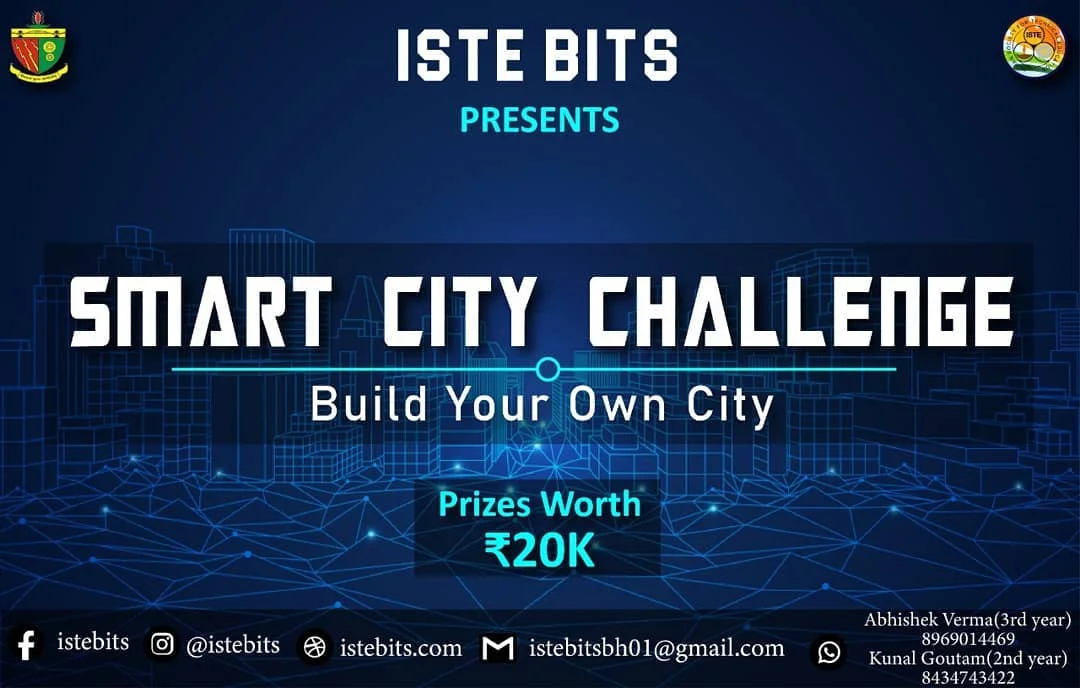 ISTE BITS
PRESENTS
ISTE
SMART CITY CHALLENGE
Build Your Own City
Prizes Worth
₹20K
istebits
@istebits
istebits.com
istebitsbh01@gmail.com
Abhishek Verma(3rd year)
8969014469
Kunal Goutam(2nd year)
8434743422